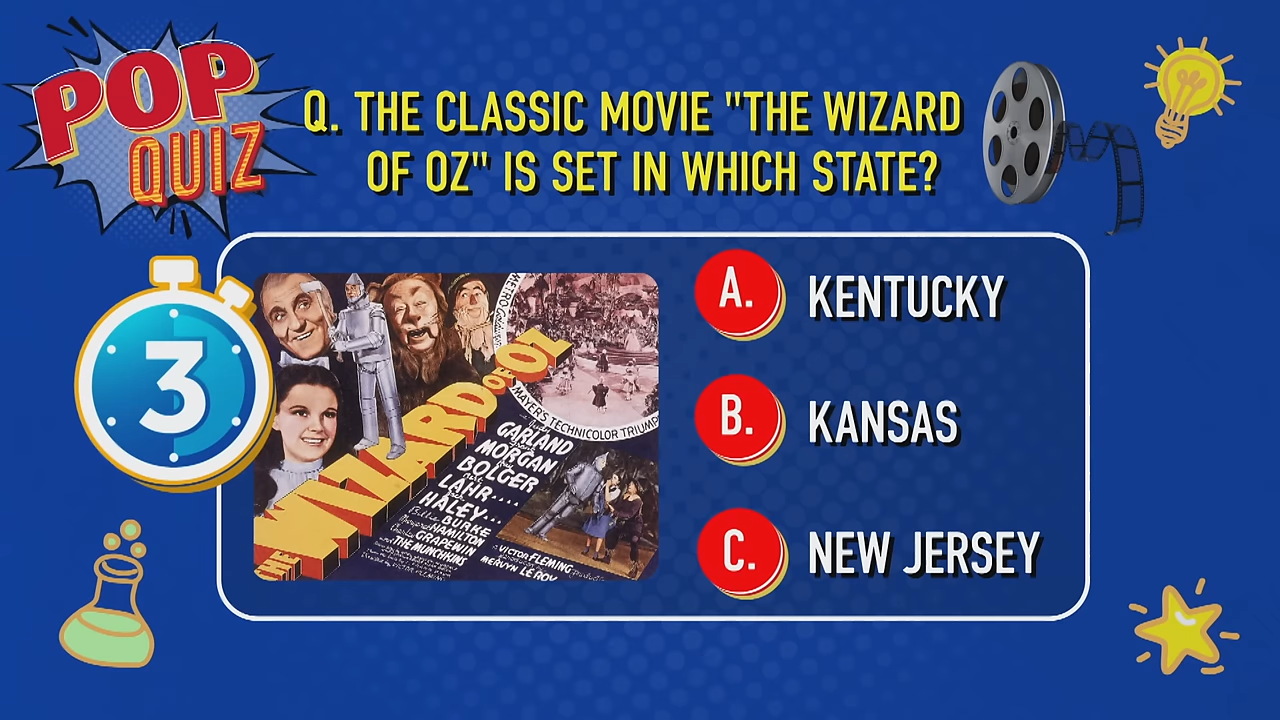 POP
QUIZ
Q. THE CLASSIC MOVIE "THE WIZARD
OF OZ" IS SET IN WHICH STATE?
3
A. KENTUCKY
B. KANSAS
C. NEW JERSEY
THE WIZARD OF OZ
METRO
MAYER'S TECHNICOLOR TRIUMPH
GARLAND
MORGAN
BOLGER
LAHR....
HALEY...
BURKE
HAMILTON
GRAPEWIN
THE MUNCHKINS
VICTOR FLEMING
MERVYN LE ROY